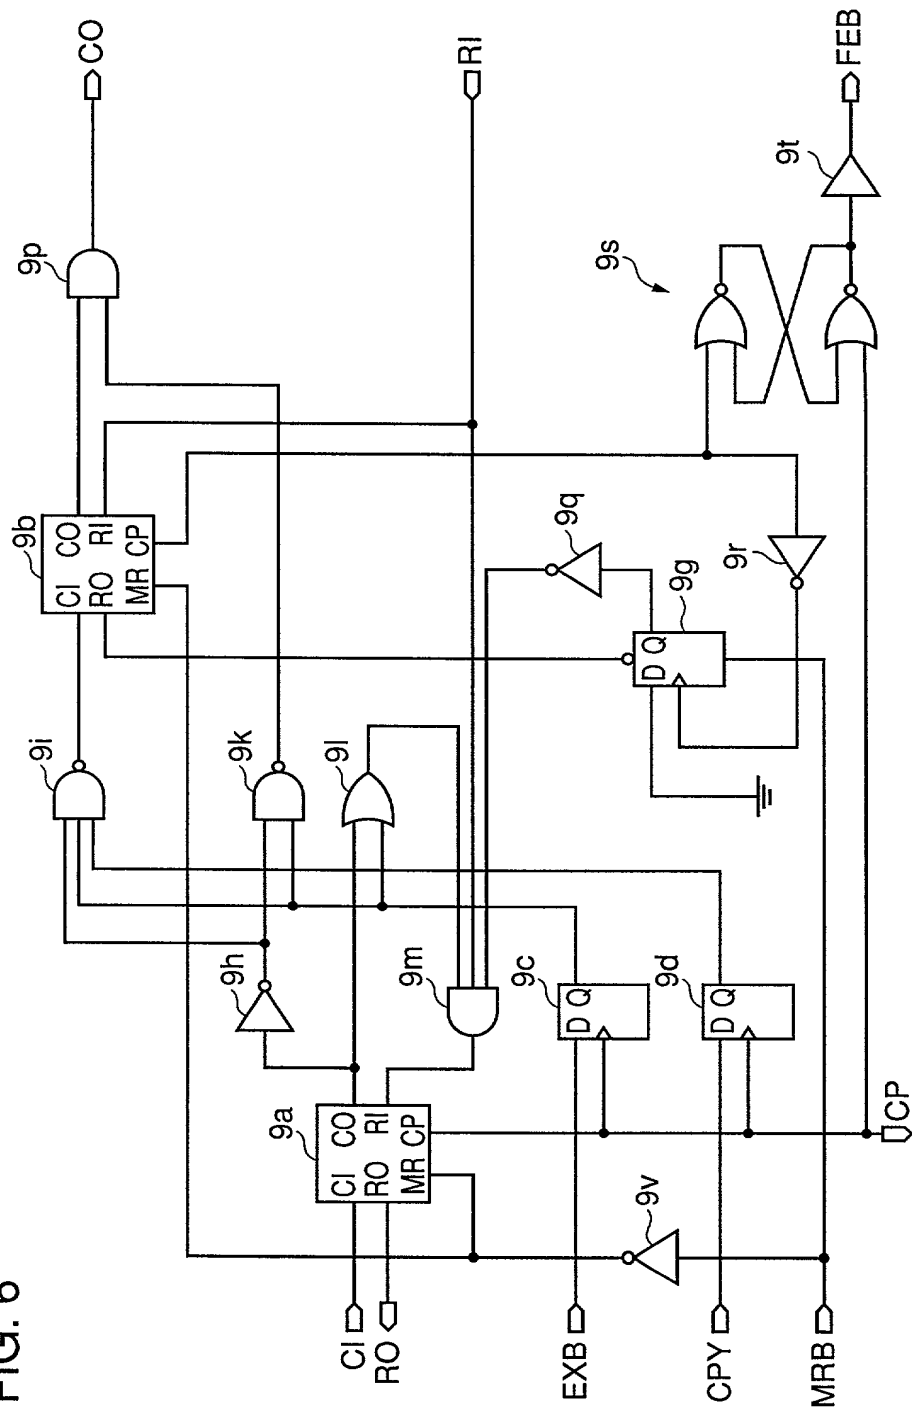 FIG. 6
CI
RO
EXB
CPY
MRB
9v
9a
CI CO
RO RI
MR CP
CP
9h
9m
9c
D Q
9d
D Q
9i
9k
9l
9b
CI CO
RO RI
MR CP
9g
D Q
9q
9r
9p
9s
9t
CO
RI
FEB